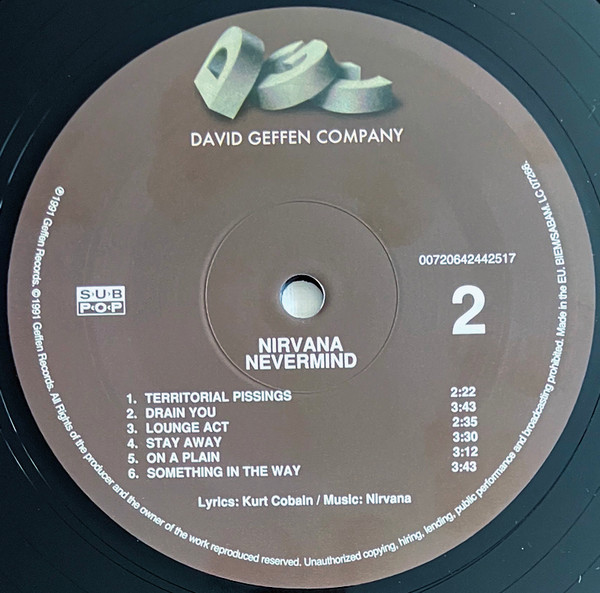 DGC
DAVID GEFFEN COMPANY
00720642442517
SUB
POP
2
NIRVANA
NEVERMIND
1. TERRITORIAL PISSINGS 2:22
2. DRAIN YOU 3:43
3. LOUNGE ACT 2:35
4. STAY AWAY 3:30
5. ON A PLAIN 3:12
6. SOMETHING IN THE WAY 3:43
Lyrics: Kurt Cobain / Music: Nirvana
℗ 1991 Geffen Records. © 1991 Geffen Records. All Rights of the producer and the owner of the work reproduced reserved. Unauthorized copying, hiring, lending, public performance and broadcasting prohibited. Made in the EU. BIEM/SABAM. LC 07266.